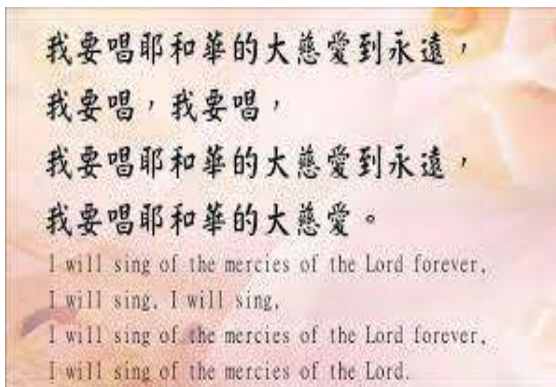 我要唱耶和華的大慈愛到永遠，
我要唱，我要唱，
我要唱耶和華的大慈愛到永遠，
我要唱耶和華的大慈愛。
I will sing of the mercies of the Lord forever,
I will sing, I will sing,
I will sing of the mercies of the Lord forever,
I will sing of the mercies of the Lord.